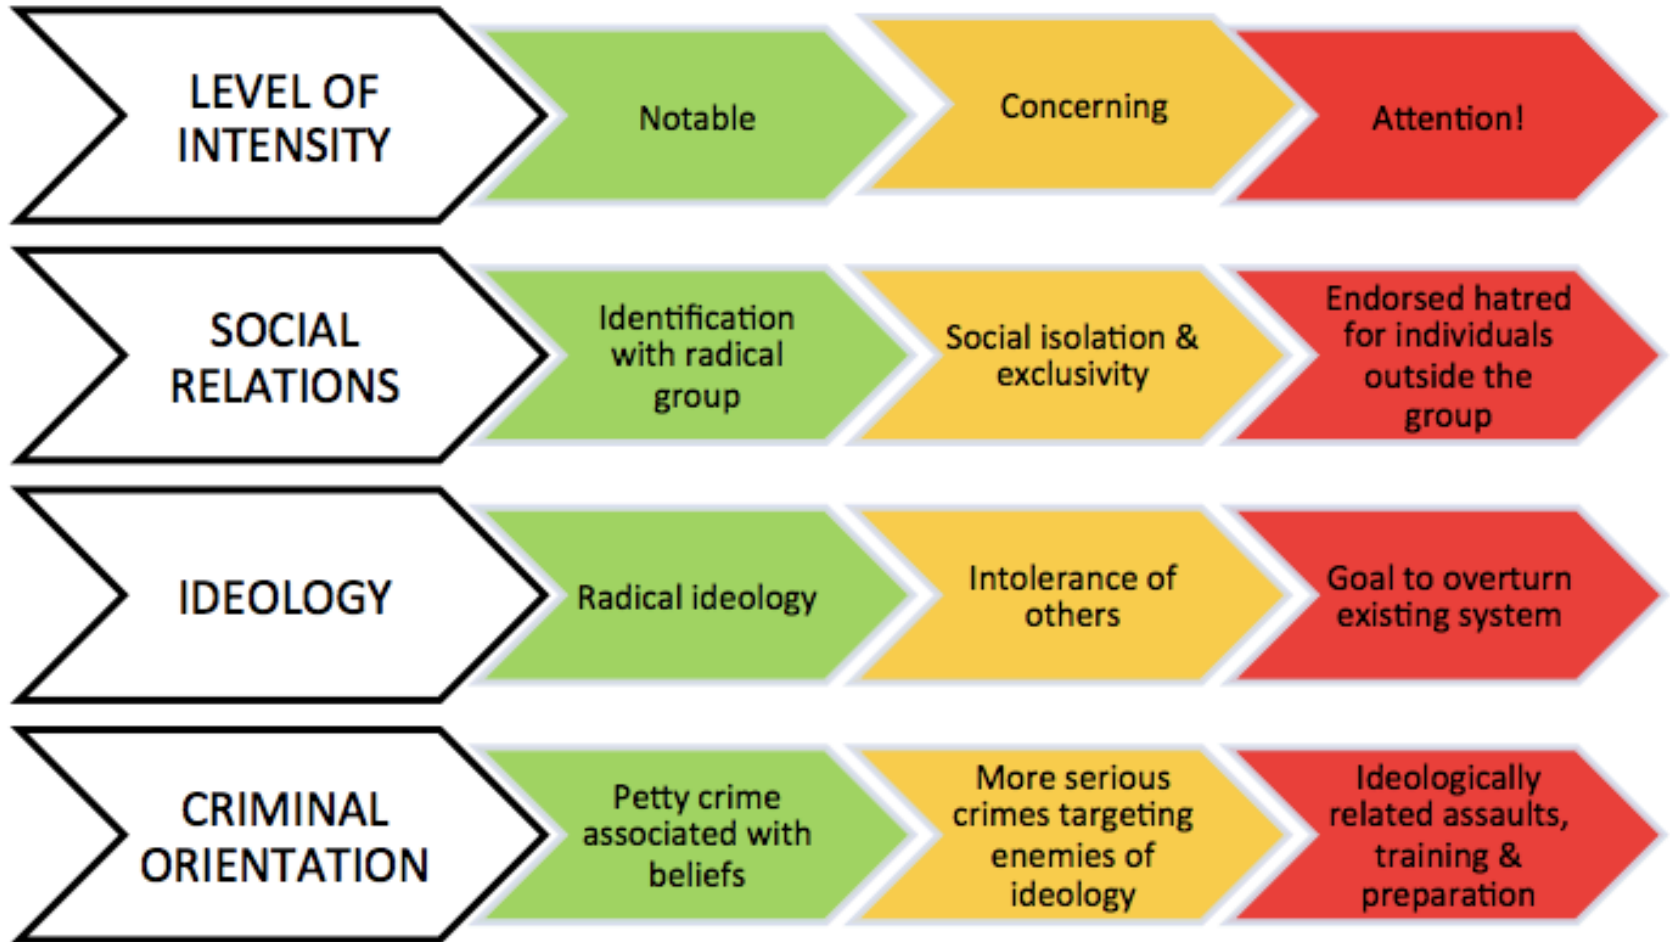 LEVEL OF
INTENSITY
Notable
Concerning
Attention!
SOCIAL
RELATIONS
Identification
with radical
group
Social isolation &
exclusivity
Endorsed hatred
for individuals
outside the
group
IDEOLOGY
Radical ideology
Intolerance of
others
Goal to overturn
existing system
CRIMINAL
ORIENTATION
Petty crime
associated with
beliefs
More serious
crimes targeting
enemies of
ideology
Ideologically
related assaults,
training &
preparation